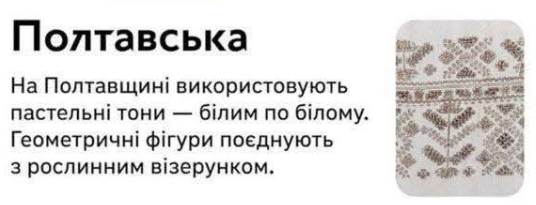 Полтавська
На Полтавщині використовують
пастельні тони — білим по білому.
Геометричні фігури поєднують
з рослинним візерунком.